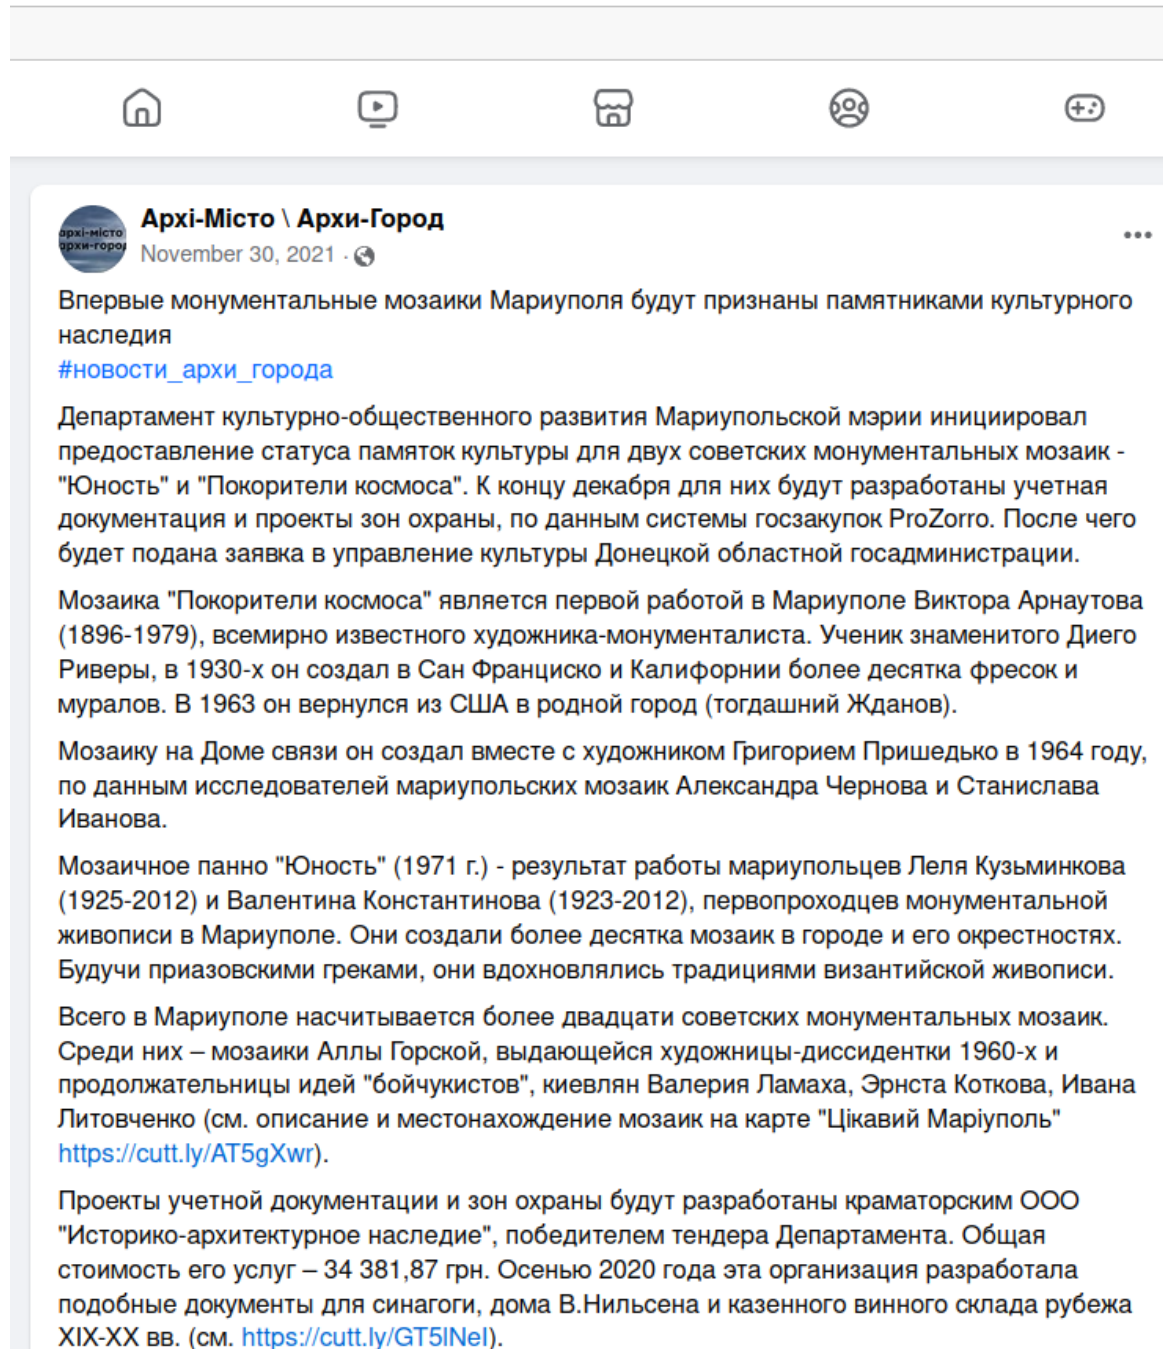 архі-місто
архи-город
Архі-Місто \ Архи-Город
November 30, 2021 ·
Впервые монументальные мозаики Мариуполя будут признаны памятниками культурного
наследия
#новости_архи_города
Департамент культурно-общественного развития Мариупольской мэрии инициировал
предоставление статуса памяток культуры для двух советских монументальных мозаик -
"Юность" и "Покорители космоса". К концу декабря для них будут разработаны учетная
документация и проекты зон охраны, по данным системы госзакупок ProZorro. После чего
будет подана заявка в управление культуры Донецкой областной госадминистрации.
Мозаика "Покорители космоса" является первой работой в Мариуполе Виктора Арнаутова
(1896-1979), всемирно известного художника-монументалиста. Ученик знаменитого Диего
Риверы, в 1930-х он создал в Сан Франциско и Калифорнии более десятка фресок и
муралов. В 1963 он вернулся из США в родной город (тогдашний Жданов).
Мозаику на Доме связи он создал вместе с художником Григорием Пришедько в 1964 году,
по данным исследователей мариупольских мозаик Александра Чернова и Станислава
Иванова.
Мозаичное панно "Юность" (1971 г.) - результат работы мариупольцев Леля Кузьминкова
(1925-2012) и Валентина Константинова (1923-2012), первопроходцев монументальной
живописи в Мариуполе. Они создали более десятка мозаик в городе и его окрестностях.
Будучи приазовскими греками, они вдохновлялись традициями византийской живописи.
Всего в Мариуполе насчитывается более двадцати советских монументальных мозаик.
Среди них – мозаики Аллы Горской, выдающейся художницы-диссидентки 1960-х и
продолжательницы идей "бойчукистов", киевлян Валерия Ламаха, Эрнста Коткова, Ивана
Литовченко (см. описание и местонахождение мозаик на карте "Цікавий Маріуполь"
https://cutt.ly/AT5gXwr).
Проекты учетной документации и зон охраны будут разработаны краматорским ООО
"Историко-архитектурное наследие", победителем тендера Департамента. Общая
стоимость его услуг – 34 381,87 грн. Осенью 2020 года эта организация разработала
подобные документы для синагоги, дома В.Нильсена и казенного винного склада рубежа
XIX-XX вв. (см. https://cutt.ly/GT5lNeI).